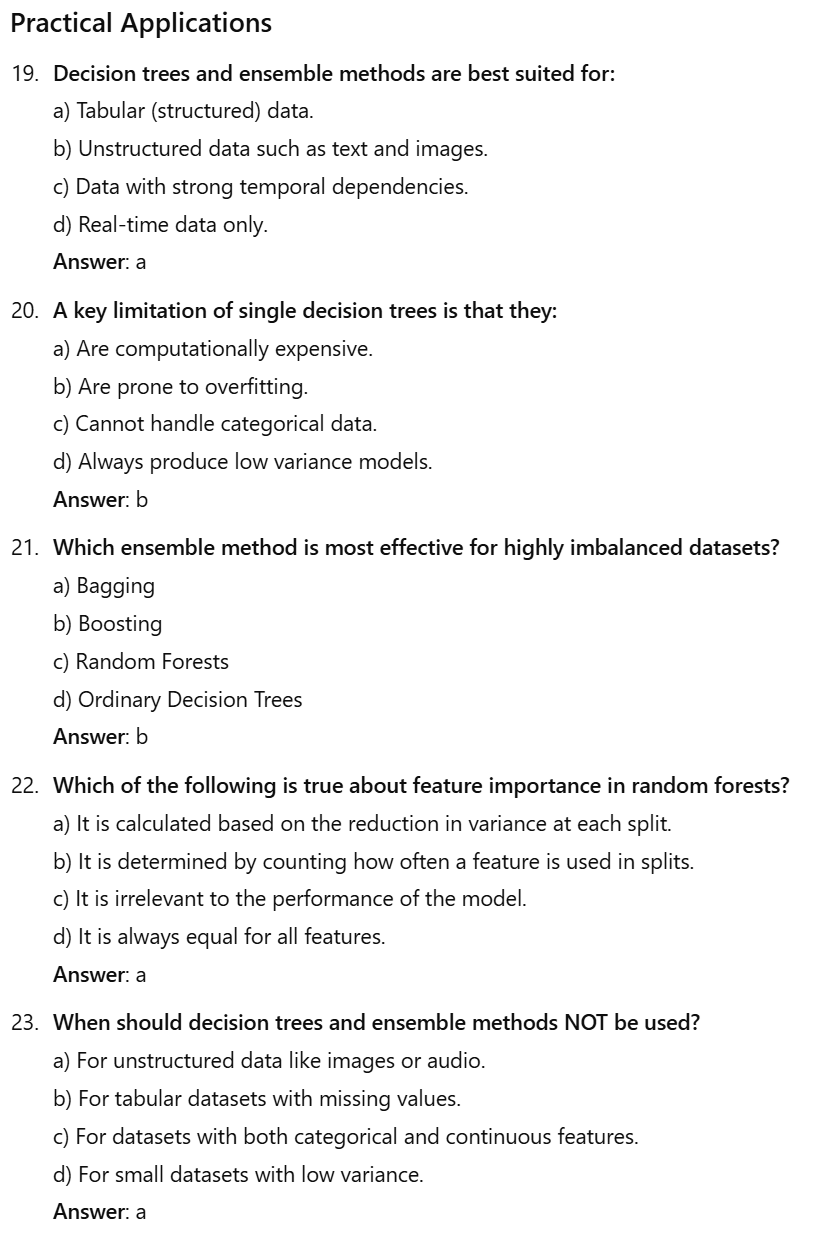 Practical Applications
19. Decision trees and ensemble methods are best suited for:
a) Tabular (structured) data.
b) Unstructured data such as text and images.
c) Data with strong temporal dependencies.
d) Real-time data only.
Answer: a
20. A key limitation of single decision trees is that they:
a) Are computationally expensive.
b) Are prone to overfitting.
c) Cannot handle categorical data.
d) Always produce low variance models.
Answer: b
21. Which ensemble method is most effective for highly imbalanced datasets?
a) Bagging
b) Boosting
c) Random Forests
d) Ordinary Decision Trees
Answer: b
22. Which of the following is true about feature importance in random forests?
a) It is calculated based on the reduction in variance at each split.
b) It is determined by counting how often a feature is used in splits.
c) It is irrelevant to the performance of the model.
d) It is always equal for all features.
Answer: a
23. When should decision trees and ensemble methods NOT be used?
a) For unstructured data like images or audio.
b) For tabular datasets with missing values.
c) For datasets with both categorical and continuous features.
d) For small datasets with low variance.
Answer: a